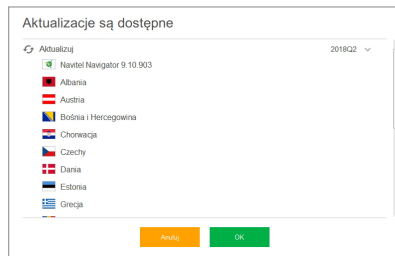 Aktualizacje są dostępne
Aktualizuj 2018Q2
Navitel Navigator 9.10.903
Albania
Austria
Bośnia i Hercegowina
Chorwacja
Czechy
Dania
Estonia
Grecja
Anuluj OK